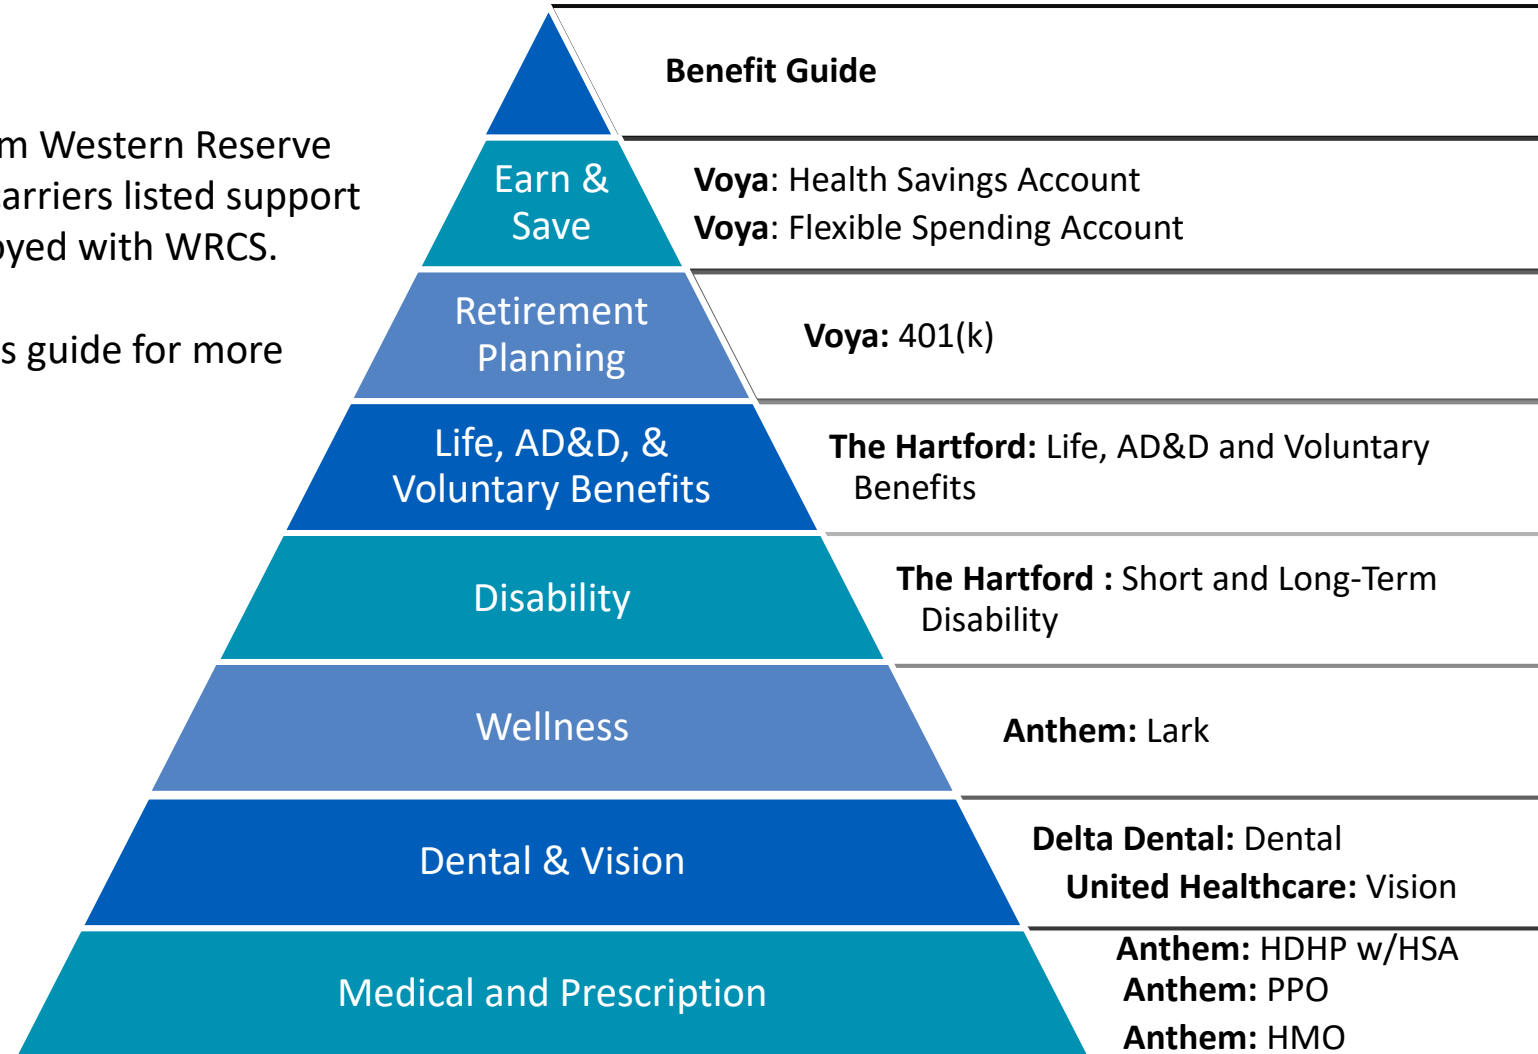 Benefit Guide
m Western Reserve
carriers listed support
oyed with WRCS.
s guide for more
Earn &
Save
Voya: Health Savings Account
Voya: Flexible Spending Account
Retirement
Planning
Voya: 401(k)
Life, AD&D, &
Voluntary Benefits
The Hartford: Life, AD&D and Voluntary
Benefits
Disability
The Hartford : Short and Long-Term
Disability
Wellness
Anthem: Lark
Dental & Vision
Delta Dental: Dental
United Healthcare: Vision
Medical and Prescription
Anthem: HDHP w/HSA
Anthem: PPO
Anthem: HMO